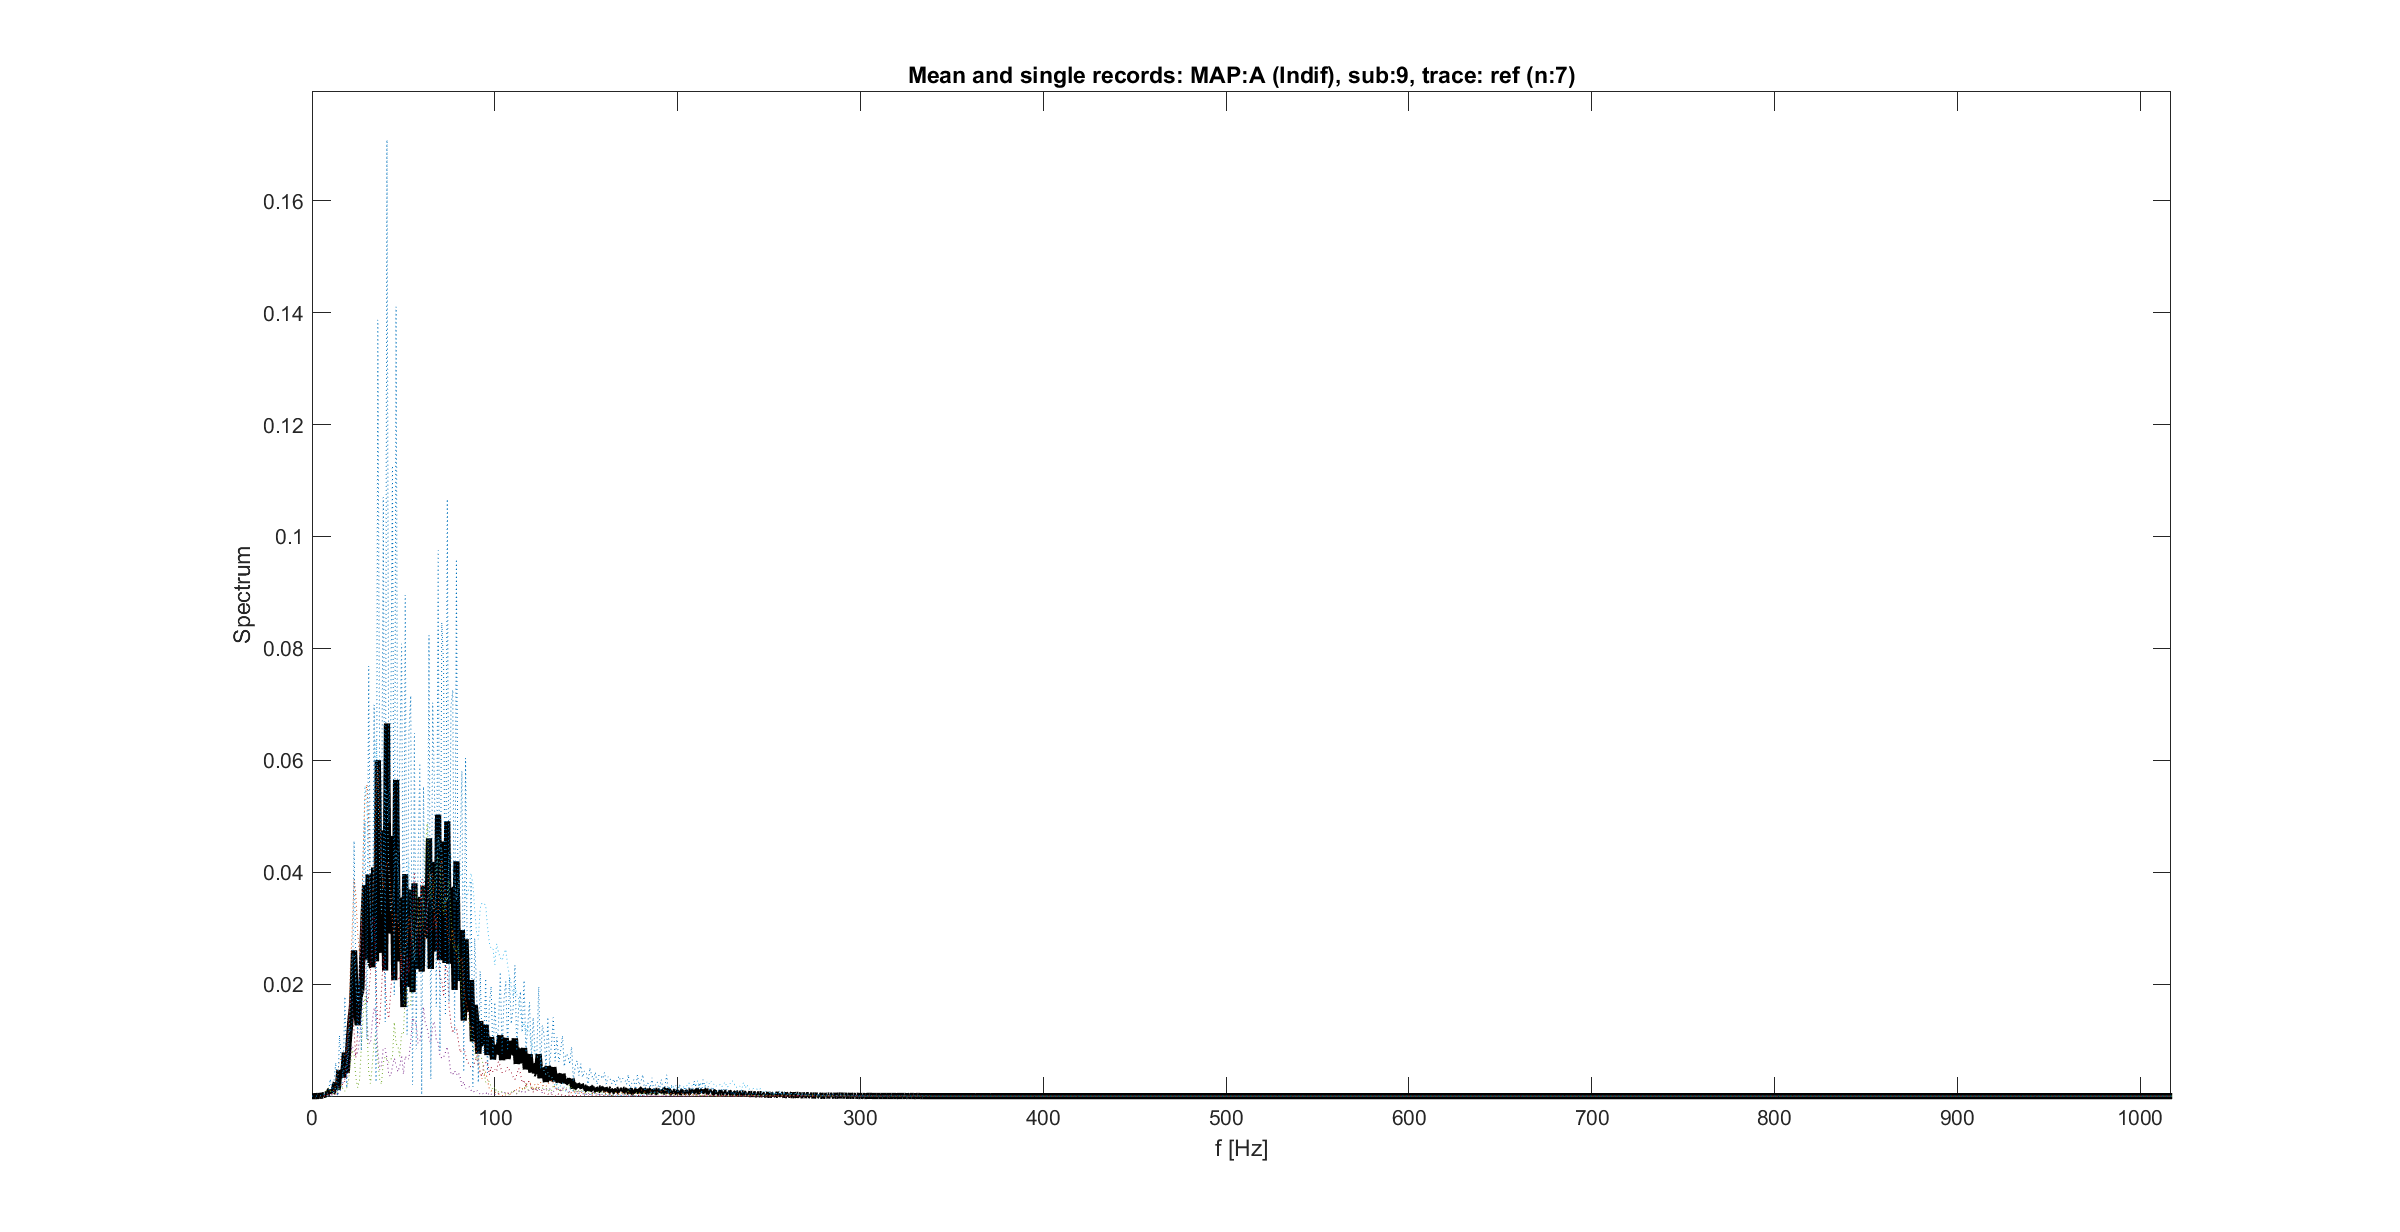 Mean and single records: MAP:A (Indif), sub:9, trace: ref (n:7)
0.16
0.14
0.12
0.1
0.08
0.06
0.04
0.02
Spectrum
0 100 200 300 400 500 600 700 800 900 1000
f [Hz]